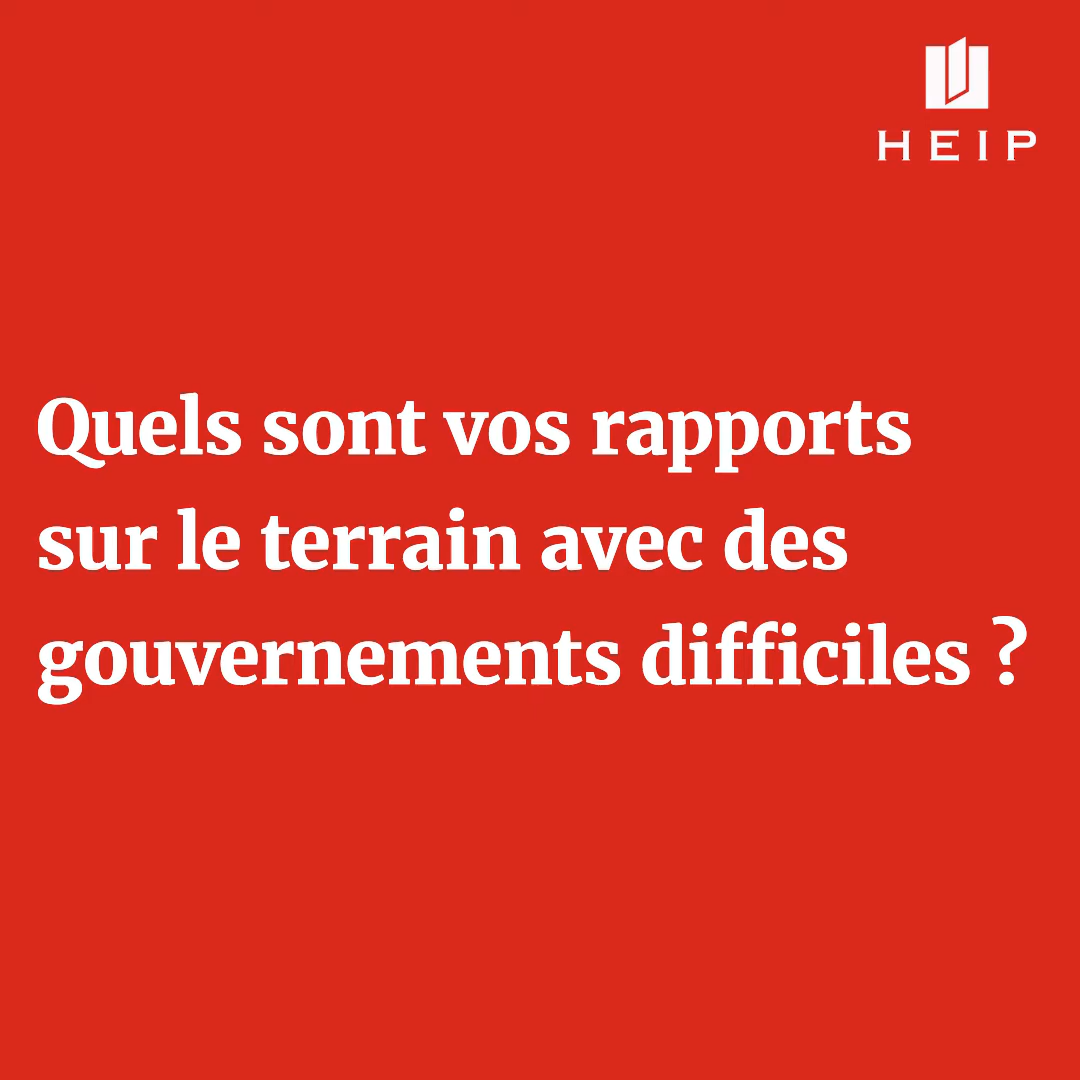 HEIP
Quels sont vos rapports
sur le terrain avec des
gouvernements difficiles ?